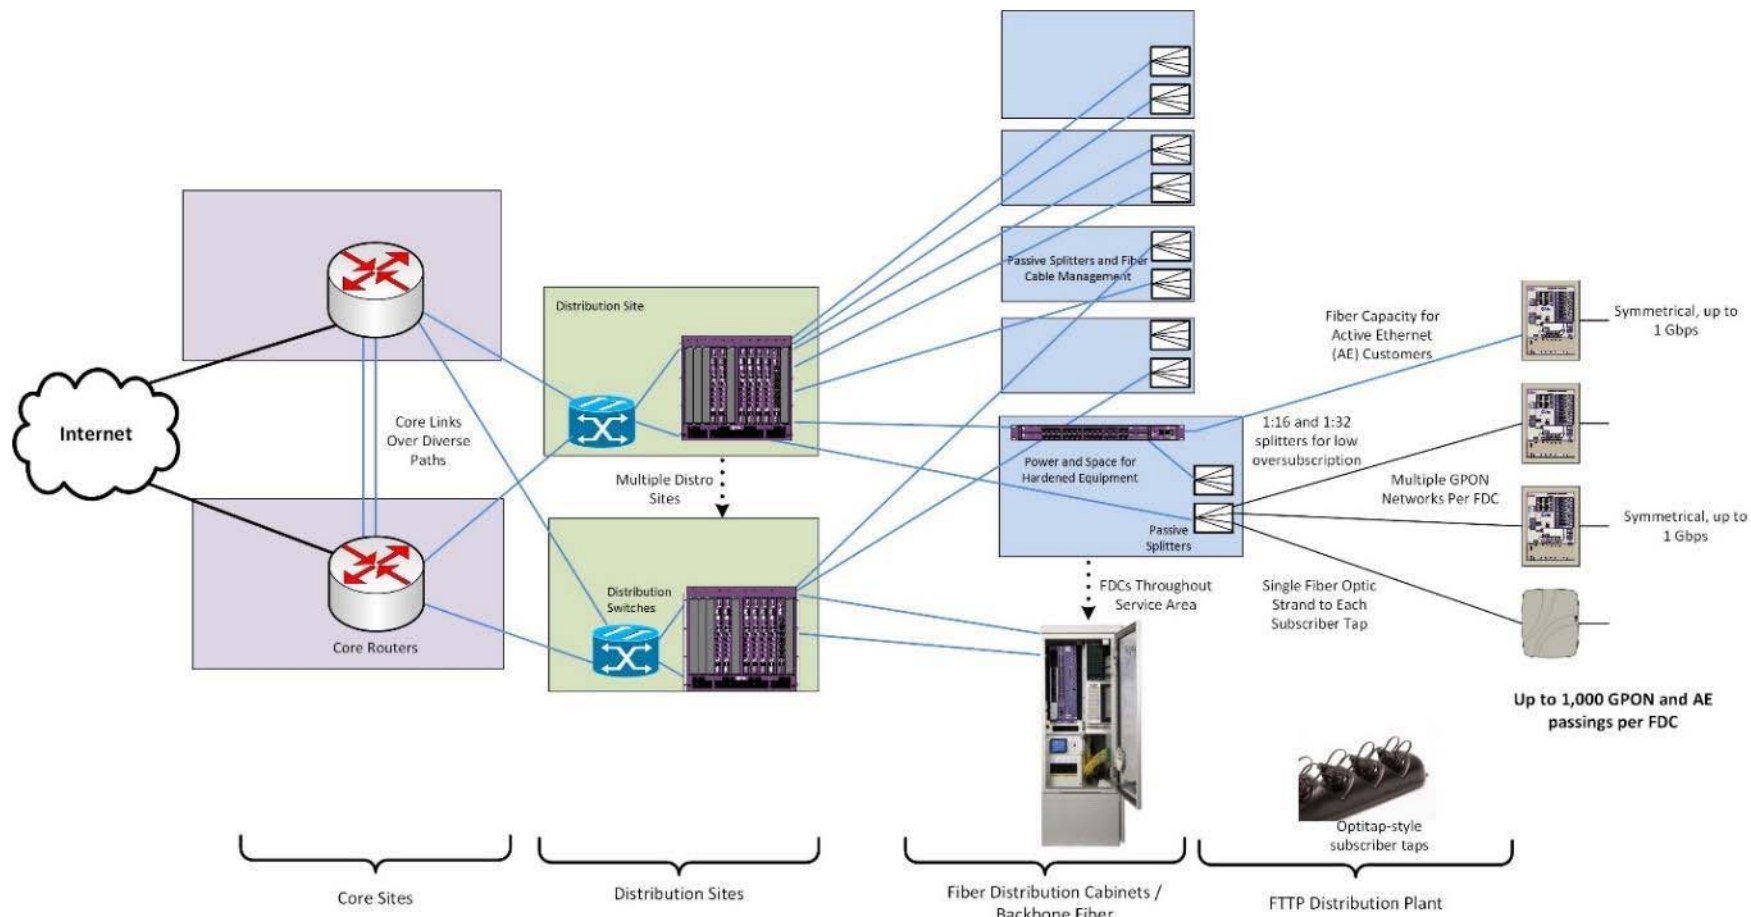 Internet
Core Links
Over Diverse
Paths
Core Routers
Distribution Site
Multiple Distro
Sites
Distribution
Switches
Passive Splitters and Fiber
Cable Management
Power and Space for
Hardened Equipment
Passive
Splitters
FDCs Throughout
Service Area
Fiber Capacity for
Active Ethernet
(AE) Customers
1:16 and 1:32
splitters for low
oversubscription
Multiple GPON
Networks Per FDC
Single Fiber Optic
Strand to Each
Subscriber Tap
Symmetrical, up to
1 Gbps
Symmetrical, up to
1 Gbps
Up to 1,000 GPON and AE
passings per FDC
Optitap-style
subscriber taps
Core Sites
Distribution Sites
Fiber Distribution Cabinets /
Backbone Fiber
FTTP Distribution Plant